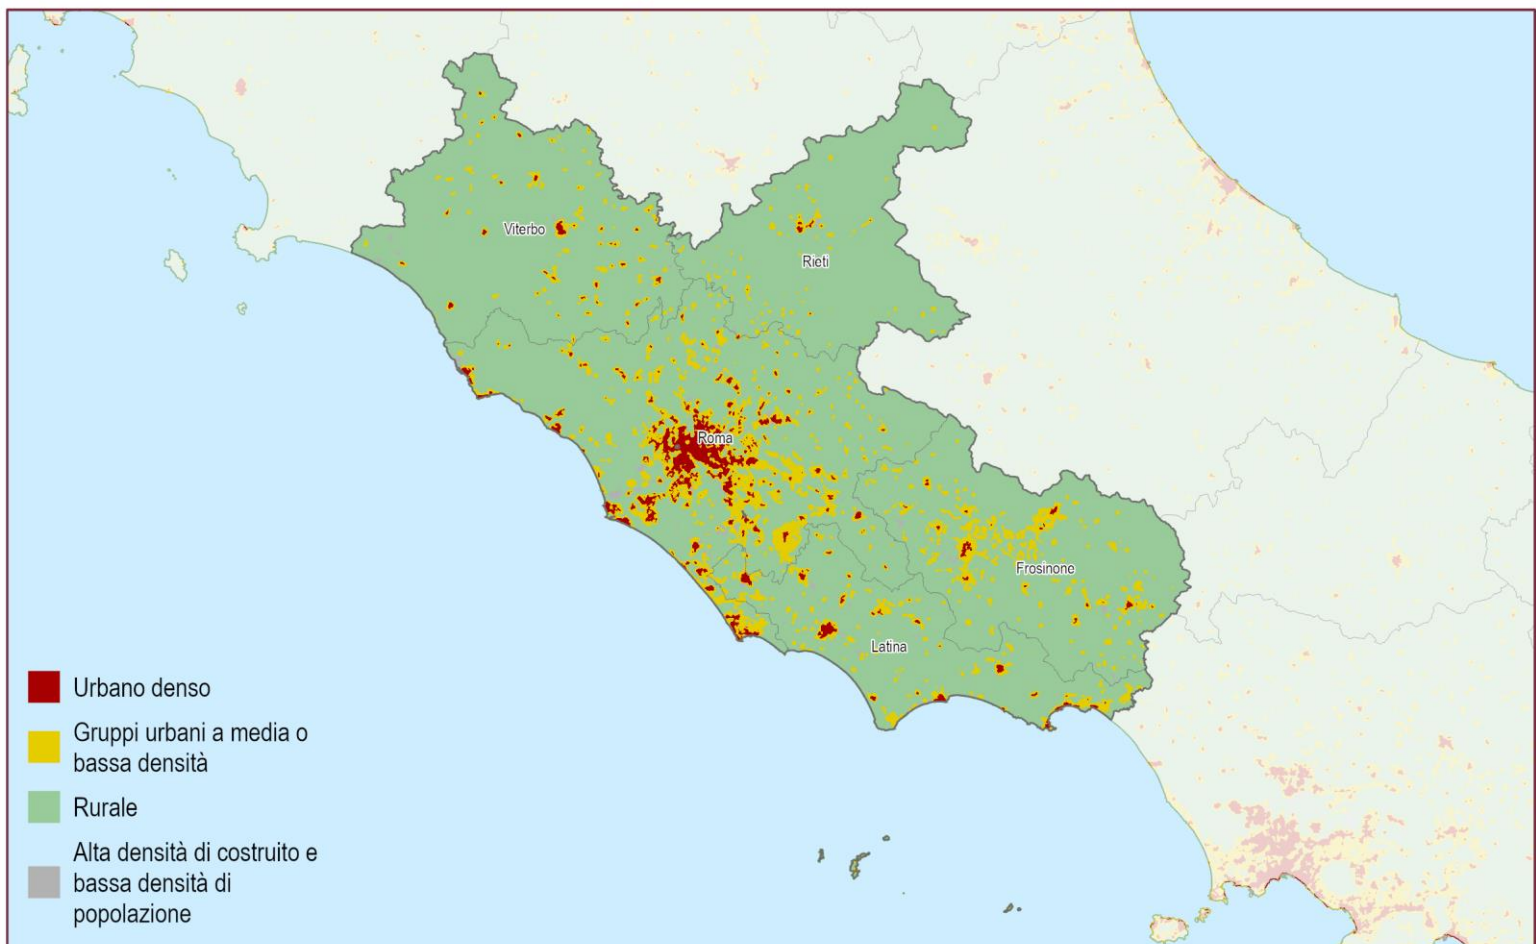 Viterbo
Rieti
Roma
Frosinone
Latina
Urbano denso
Gruppi urbani a media o
bassa densità
Rurale
Alta densità di costruito e
bassa densità di
popolazione